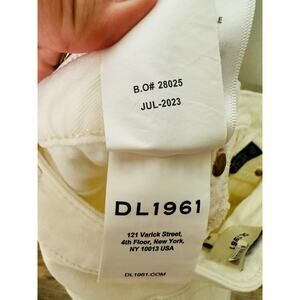 B.O# 28025
JUL-2023
DL1961
121 Varick Street,
4th Floor, New York,
NY 10013 USA
DL1961.COM